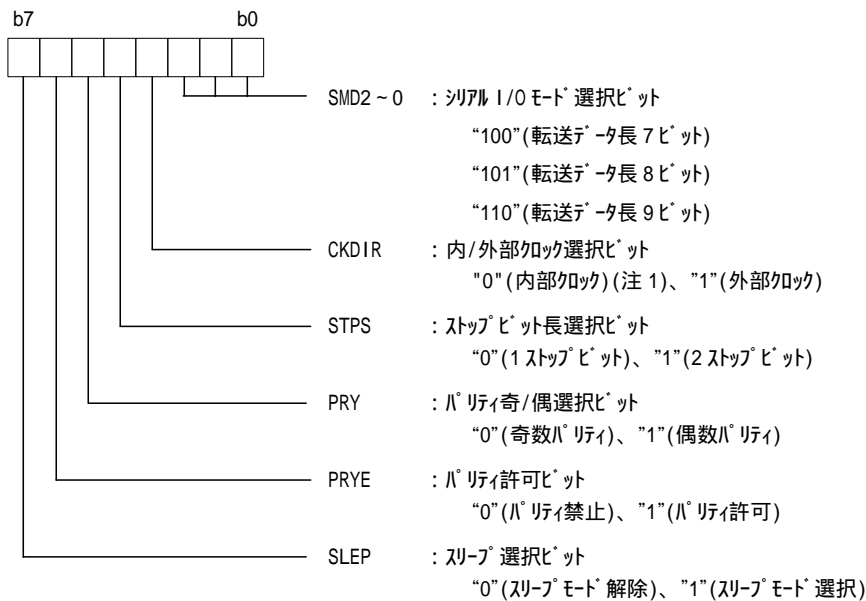 b7 b0
SMD2 ~ 0 : ｼﾘｱﾙ I/O ﾓｰﾄﾞ 選択ﾋﾞｯﾄ
“100”(転送ﾃﾞｰﾀ長 7 ﾋﾞｯﾄ)
“101”(転送ﾃﾞｰﾀ長 8 ﾋﾞｯﾄ)
“110”(転送ﾃﾞｰﾀ長 9 ﾋﾞｯﾄ)
CKDIR : 内/外部ｸﾛｯｸ選択ﾋﾞｯﾄ
"0"(内部ｸﾛｯｸ)(注 1)、”1”(外部ｸﾛｯｸ)
STPS : ｽﾄｯﾌﾟﾋﾞｯﾄ長選択ﾋﾞｯﾄ
“0”(1 ｽﾄｯﾌﾟﾋﾞｯﾄ)、”1”(2 ｽﾄｯﾌﾟﾋﾞｯﾄ)
PRY : ﾊﾟﾘﾃｨ奇/偶選択ﾋﾞｯﾄ
“0”(奇数ﾊﾟﾘﾃｨ)、”1”(偶数ﾊﾟﾘﾃｨ)
PRYE : ﾊﾟﾘﾃｨ許可ﾋﾞｯﾄ
“0”(ﾊﾟﾘﾃｨ禁止)、”1”(ﾊﾟﾘﾃｨ許可)
SLEP : ｽﾘｰﾌﾟ選択ﾋﾞｯﾄ
“0”(ｽﾘｰﾌﾟﾓｰﾄﾞ解除)、”1”(ｽﾘｰﾌﾟﾓｰﾄﾞ選択)